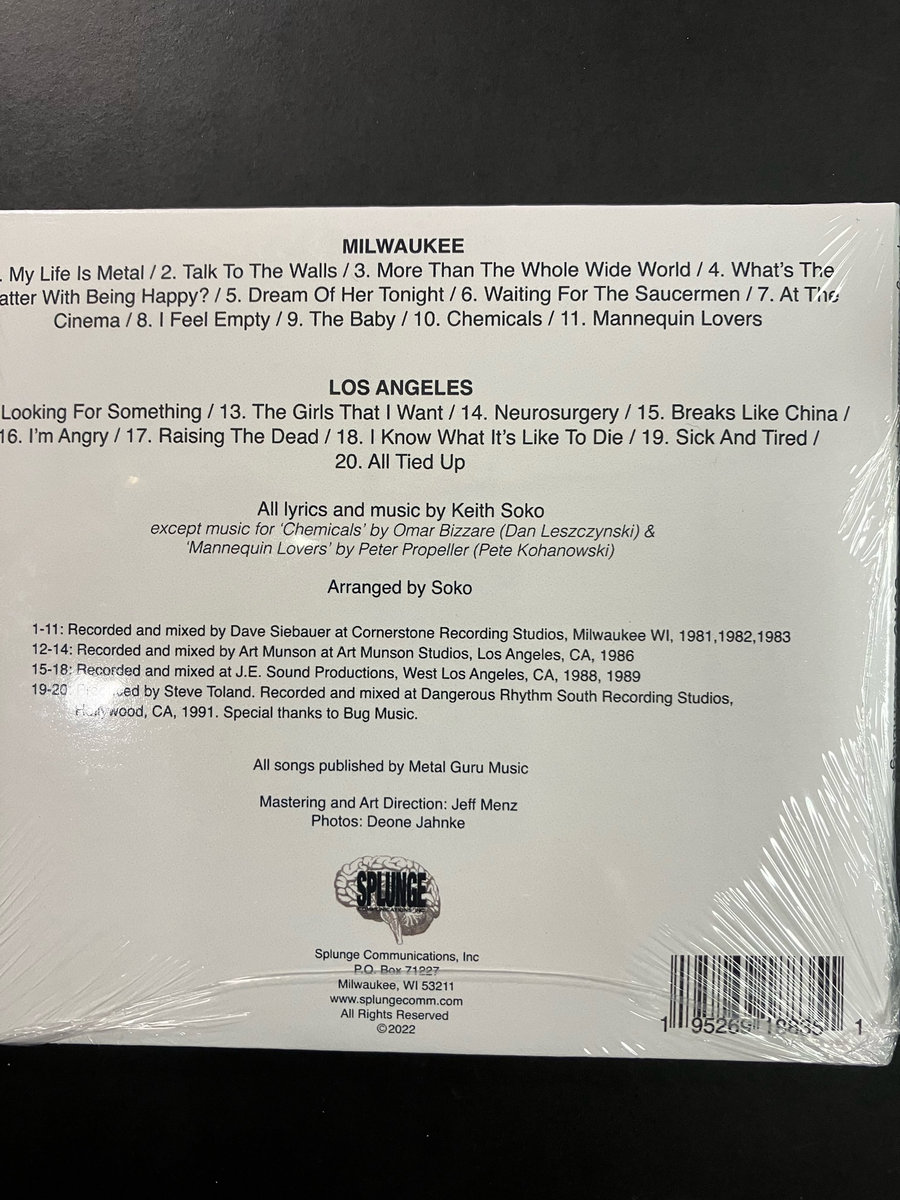 . My Life Is Metal / 2. Talk To The Walls / 3. More Than The Whole Wide World / 4. What's The
atter With Being Happy? / 5. Dream Of Her Tonight / 6. Waiting For The Saucermen / 7. At The
Cinema / 8. I Feel Empty / 9. The Baby / 10. Chemicals / 11. Mannequin Lovers
LOS ANGELES
Looking For Something / 13. The Girls That I Want / 14. Neurosurgery / 15. Breaks Like China /
16. I'm Angry / 17. Raising The Dead / 18. I Know What It's Like To Die / 19. Sick And Tired /
20. All Tied Up
All lyrics and music by Keith Soko
except music for 'Chemicals' by Omar Bizzare (Dan Leszczynski) &
'Mannequin Lovers' by Peter Propeller (Pete Kohanowski)
Arranged by Soko
1-11: Recorded and mixed by Dave Siebauer at Cornerstone Recording Studios, Milwaukee WI, 1981,1982,1983
12-14: Recorded and mixed by Art Munson at Art Munson Studios, Los Angeles, CA, 1986
15-18: Recorded and mixed at J.E. Sound Productions, West Los Angeles, CA, 1988, 1989
19-20: Produced by Steve Toland. Recorded and mixed at Dangerous Rhythm South Recording Studios,
Hollywood, CA, 1991. Special thanks to Bug Music.
All songs published by Metal Guru Music
Mastering and Art Direction: Jeff Menz
Photos: Deone Jahnke
SPLUNGE
COMMUNICATIONS, INC
Splunge Communications, Inc
P.O. Box 71227
Milwaukee, WI 53211
www.splungecomm.com
All Rights Reserved
©2022
1 1